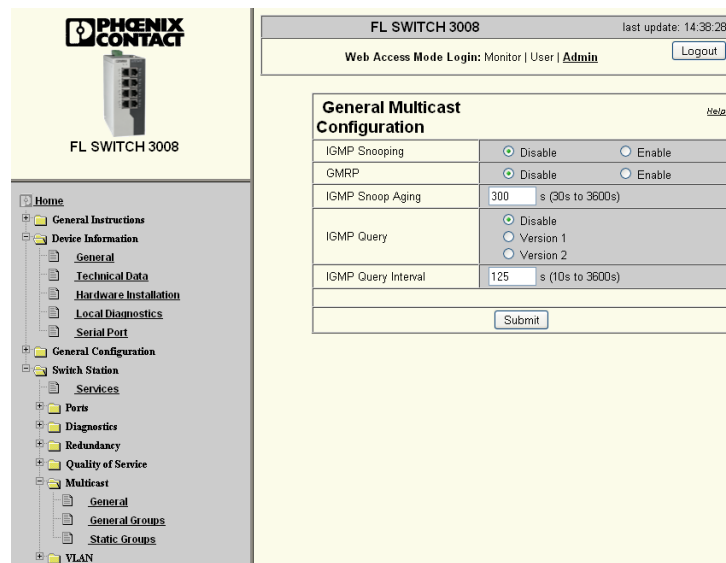 PHŒNIX
CONTACT
FL SWITCH 3008
Home
General Instructions
Device Information
General
Technical Data
Hardware Installation
Local Diagnostics
Serial Port
General Configuration
Switch Station
Services
Ports
Diagnostics
Redundancy
Quality of Service
Multicast
General
General Groups
Static Groups
VLAN
FL SWITCH 3008 last update: 14:38:28
Web Access Mode Login: Monitor | User | Admin Logout
General Multicast Help
Configuration
IGMP Snooping Disable Enable
GMRP Disable Enable
IGMP Snoop Aging 300 s (30s to 3600s)
IGMP Query Disable
Version 1
Version 2
IGMP Query Interval 125 s (10s to 3600s)
Submit